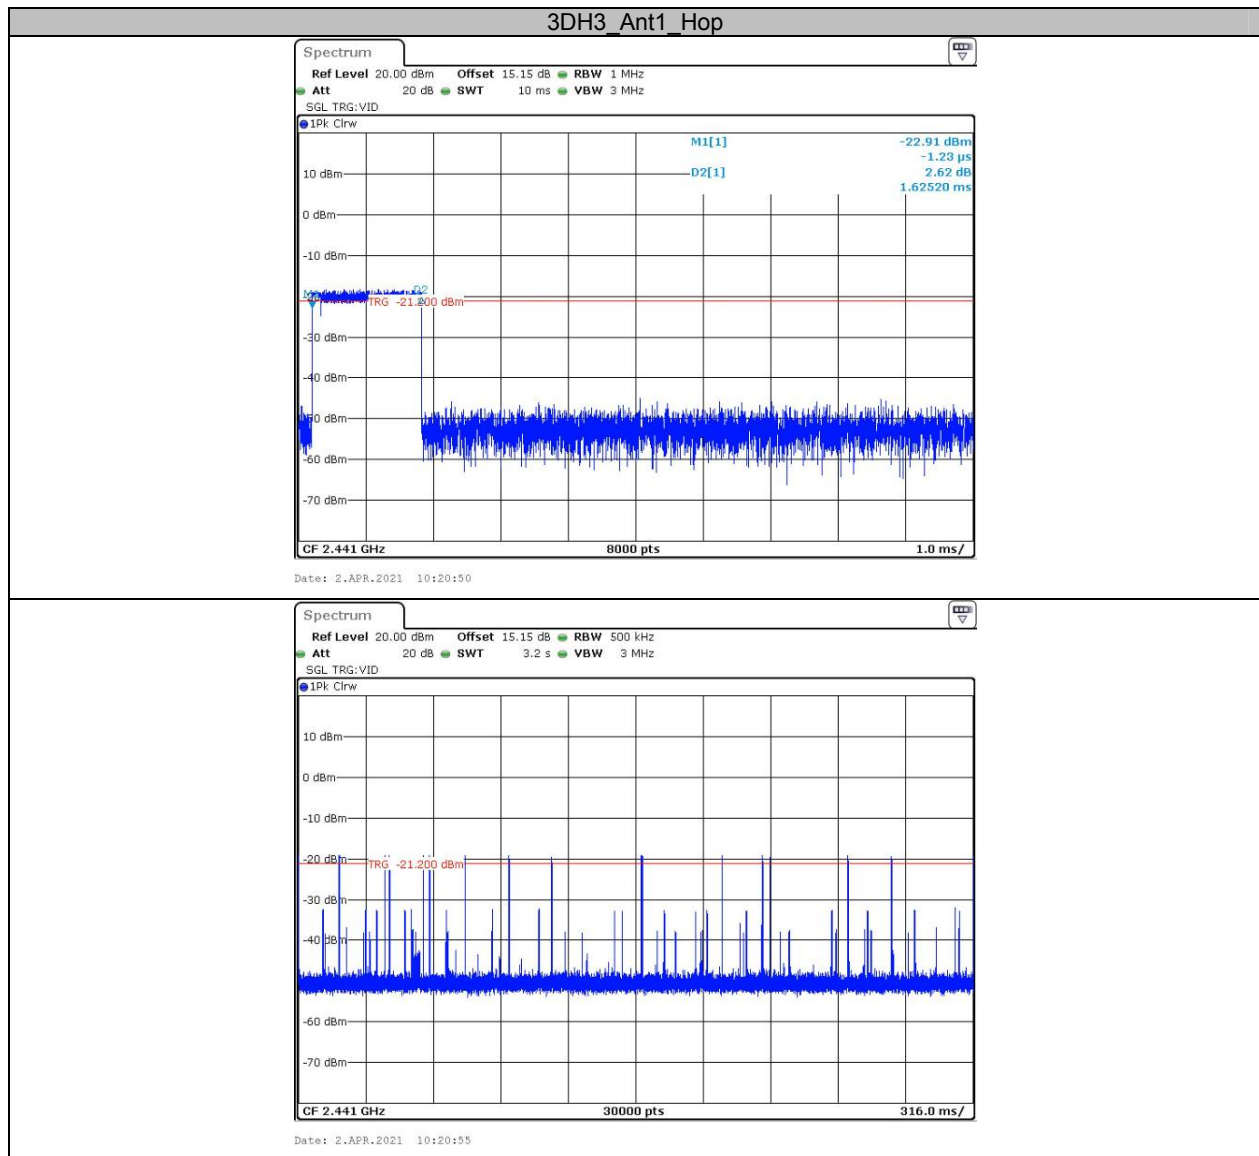 3DH3_Ant1_Hop
Spectrum
Ref Level 20.00 dBm Offset 15.15 dB RBW 1 MHz
Att 20 dB SWT 10 ms VBW 3 MHz
SGL TRG:VID
1Pk Clrw
M1[1] -22.91 dBm
-1.23 µs
D2[1] 2.62 dB
1.62520 ms
10 dBm
0 dBm
-10 dBm
D2
TRG -21.200 dBm
-30 dBm
-40 dBm
-60 dBm
-70 dBm
CF 2.441 GHz 8000 pts 1.0 ms/
Date: 2.APR.2021 10:20:50
Spectrum
Ref Level 20.00 dBm Offset 15.15 dB RBW 500 kHz
Att 20 dB SWT 3.2 s VBW 3 MHz
SGL TRG:VID
1Pk Clrw
10 dBm
0 dBm
-10 dBm
-20 dBm
TRG -21.200 dBm
-30 dBm
-40 dBm
-60 dBm
-70 dBm
CF 2.441 GHz 30000 pts 316.0 ms/
Date: 2.APR.2021 10:20:55